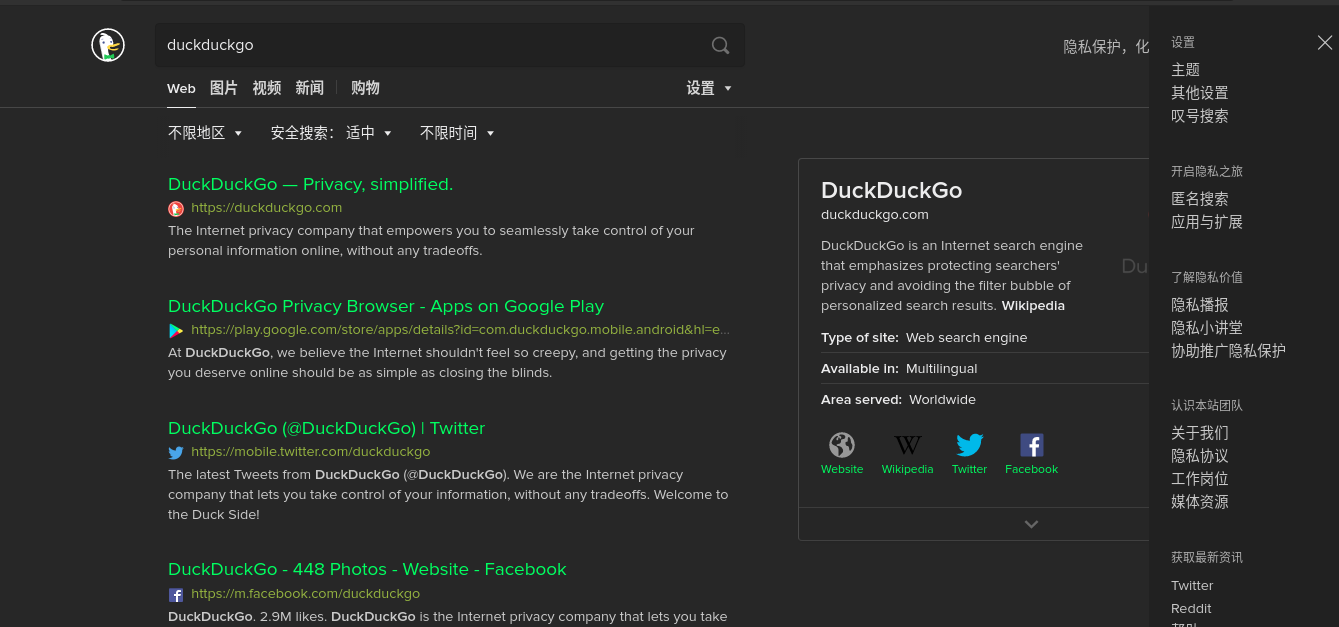 duckduckgo
隐私保护，化
Web 图片 视频 新闻 购物 设置
不限地区 安全搜索： 适中 不限时间
DuckDuckGo — Privacy, simplified.
https://duckduckgo.com
The Internet privacy company that empowers you to seamlessly take control of your
personal information online, without any tradeoffs.
DuckDuckGo Privacy Browser - Apps on Google Play
https://play.google.com/store/apps/details?id=com.duckduckgo.mobile.android&hl=e...
At DuckDuckGo, we believe the Internet shouldn't feel so creepy, and getting the privacy
you deserve online should be as simple as closing the blinds.
DuckDuckGo (@DuckDuckGo) | Twitter
https://mobile.twitter.com/duckduckgo
The latest Tweets from DuckDuckGo (@DuckDuckGo). We are the Internet privacy
company that lets you take control of your information, without any tradeoffs. Welcome to
the Duck Side!
DuckDuckGo - 448 Photos - Website - Facebook
https://m.facebook.com/duckduckgo
DuckDuckGo. 2.9M likes. DuckDuckGo is the Internet privacy company that lets you take
DuckDuckGo
duckduckgo.com
DuckDuckGo is an Internet search engine
that emphasizes protecting searchers'
privacy and avoiding the filter bubble of
personalized search results. Wikipedia
Du
Type of site: Web search engine
Available in: Multilingual
Area served: Worldwide
W
Website Wikipedia Twitter Facebook
设置
主题
其他设置
叹号搜索
开启隐私之旅
匿名搜索
应用与扩展
了解隐私价值
隐私播报
隐私小讲堂
协助推广隐私保护
认识本站团队
关于我们
隐私协议
工作岗位
媒体资源
获取最新资讯
Twitter
Reddit